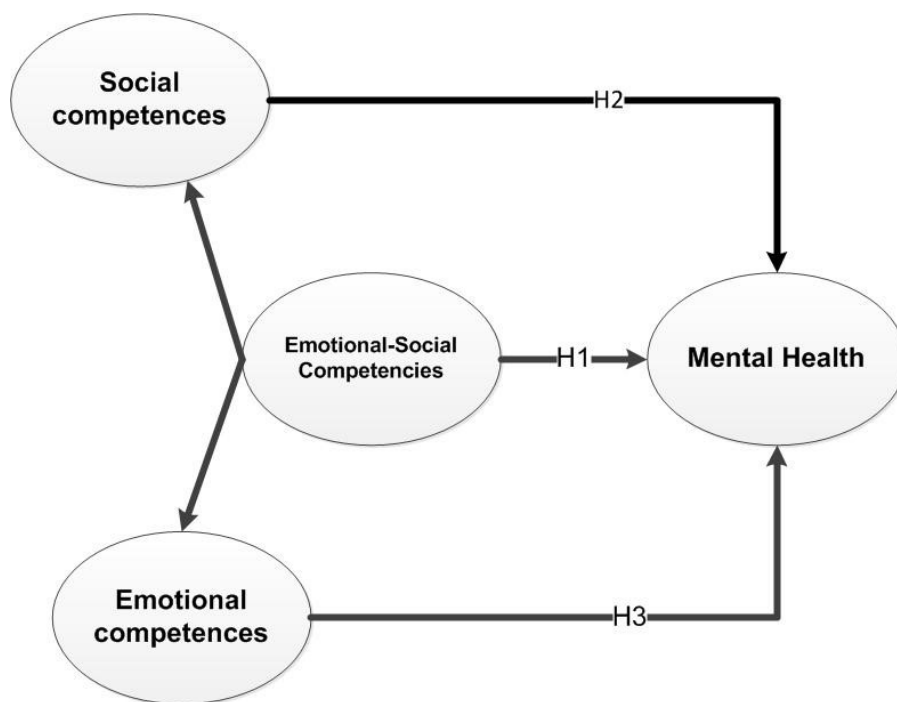 Social
competences
H2
Emotional-Social
Competencies
H1
Mental Health
Emotional
competences
H3